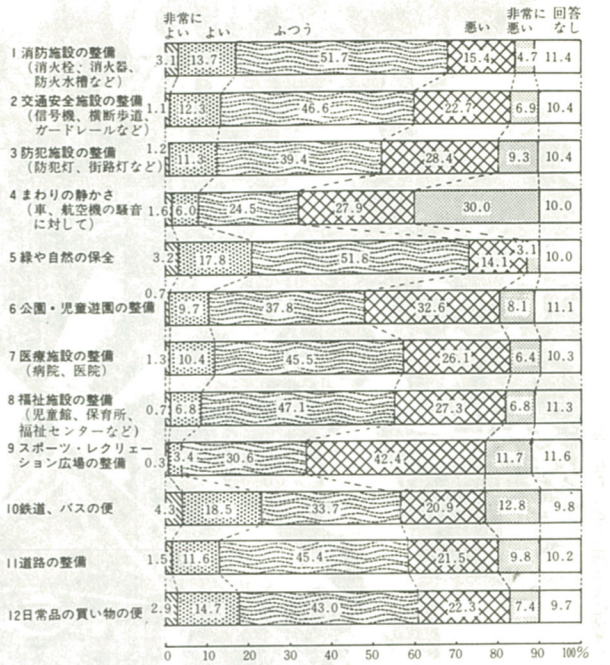 非常に よい
よい
ふつう
悪い
非常に 悪い
回答 なし
1 消防施設の整備
(消火栓、消火器、
防火水槽など)
3.1 13.7 51.7 15.4 4.7 11.4
2 交通安全施設の整備
(信号機、横断歩道、
ガードレールなど)
1.1 12.3 46.6 22.7 6.9 10.4
3 防犯施設の整備
(防犯灯、街路灯など)
1.2 11.3 39.4 28.4 9.3 10.4
4 まわりの静かさ
(車、航空機の騒音
に対して)
1.6 6.0 24.5 27.9 30.0 10.0
5 緑や自然の保全
3.2 17.8 51.8 14.1 3.1 10.0
6 公園・児童遊園の整備
0.7 9.7 37.8 32.6 8.1 11.1
7 医療施設の整備
(病院、医院)
1.3 10.4 45.5 26.1 6.4 10.3
8 福祉施設の整備
(児童館、保育所、
福祉センターなど)
0.7 6.8 47.1 27.3 6.8 11.3
9 スポーツ・レクリェー
ション広場の整備
0.3 3.4 30.6 42.4 11.7 11.6
10 鉄道、バスの便
4.3 18.5 33.7 20.9 12.8 9.8
11 道路の整備
1.5 11.6 45.4 21.5 9.8 10.2
12 日常品の買い物の便
2.9 14.7 43.0 22.3 7.4 9.7
0 10 20 30 40 50 60 70 80 90 100%